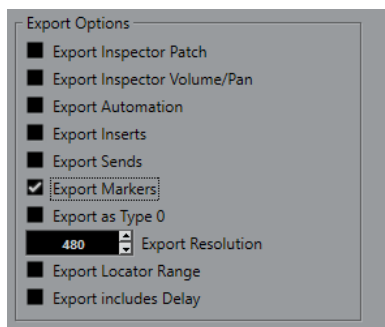 Export Options
Export Inspector Patch
Export Inspector Volume/Pan
Export Automation
Export Inserts
Export Sends
Export Markers
Export as Type 0
480 Export Resolution
Export Locator Range
Export includes Delay